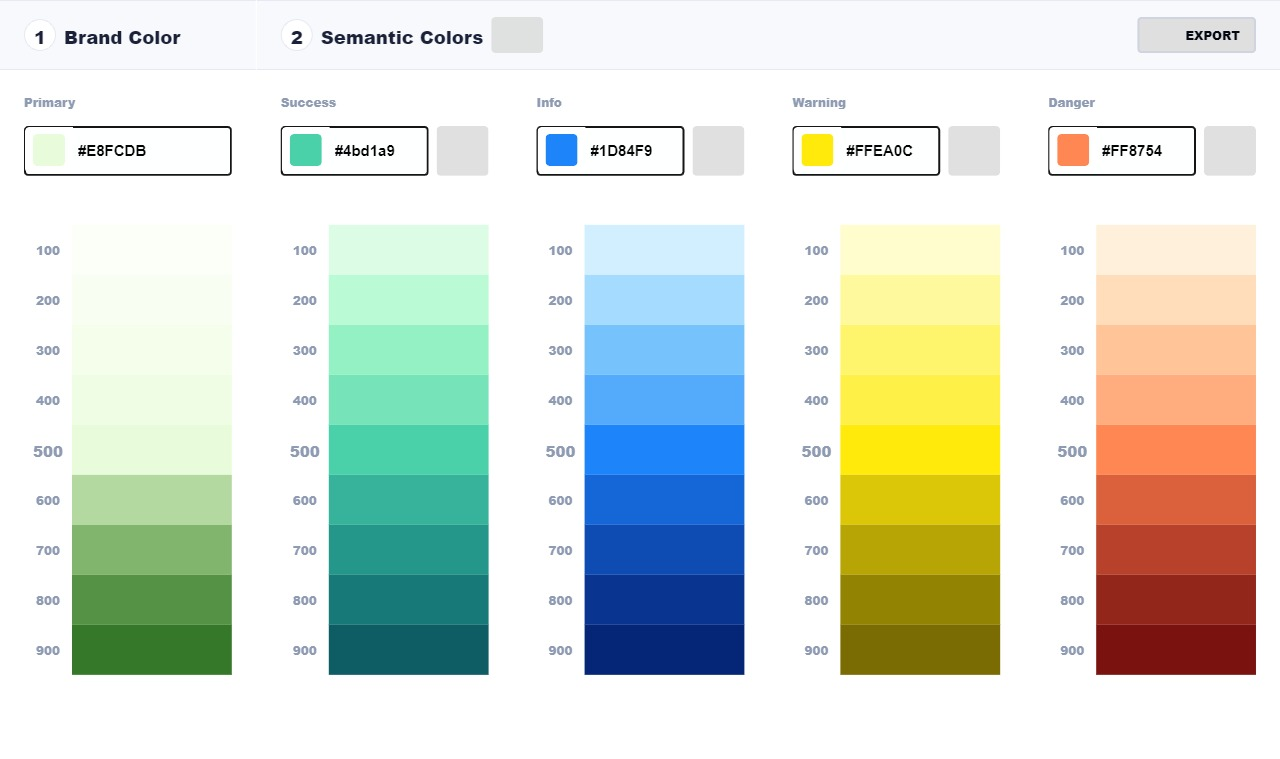 1 Brand Color
2 Semantic Colors
EXPORT
Primary
Success
Info
Warning
Danger
#E8FCDB
#4bd1a9
#1D84F9
#FFEA0C
#FF8754
100 100 100 100 100
200 200 200 200 200
300 300 300 300 300
400 400 400 400 400
500 500 500 500 500
600 600 600 600 600
700 700 700 700 700
800 800 800 800 800
900 900 900 900 900